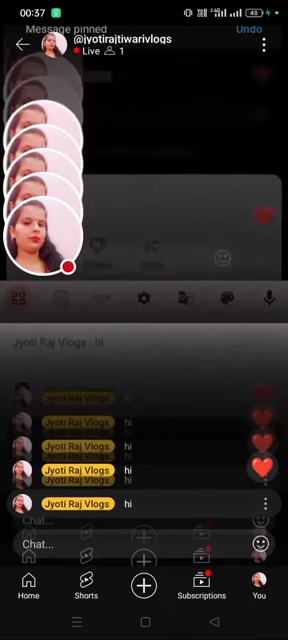 00:37
48
Message pinned
Undo
@jyotirajtiwarivlogs
Live 1
Jyoti Raj Vlogs : hi
Jyoti Raj Vlogs
Jyoti Raj Vlogs hi
Jyoti Raj Vlogs hi
Jyoti Raj Vlogs hi
Jyoti Raj Vlogs hi
Chat...
Chat...
Home
Shorts
Subscriptions
You